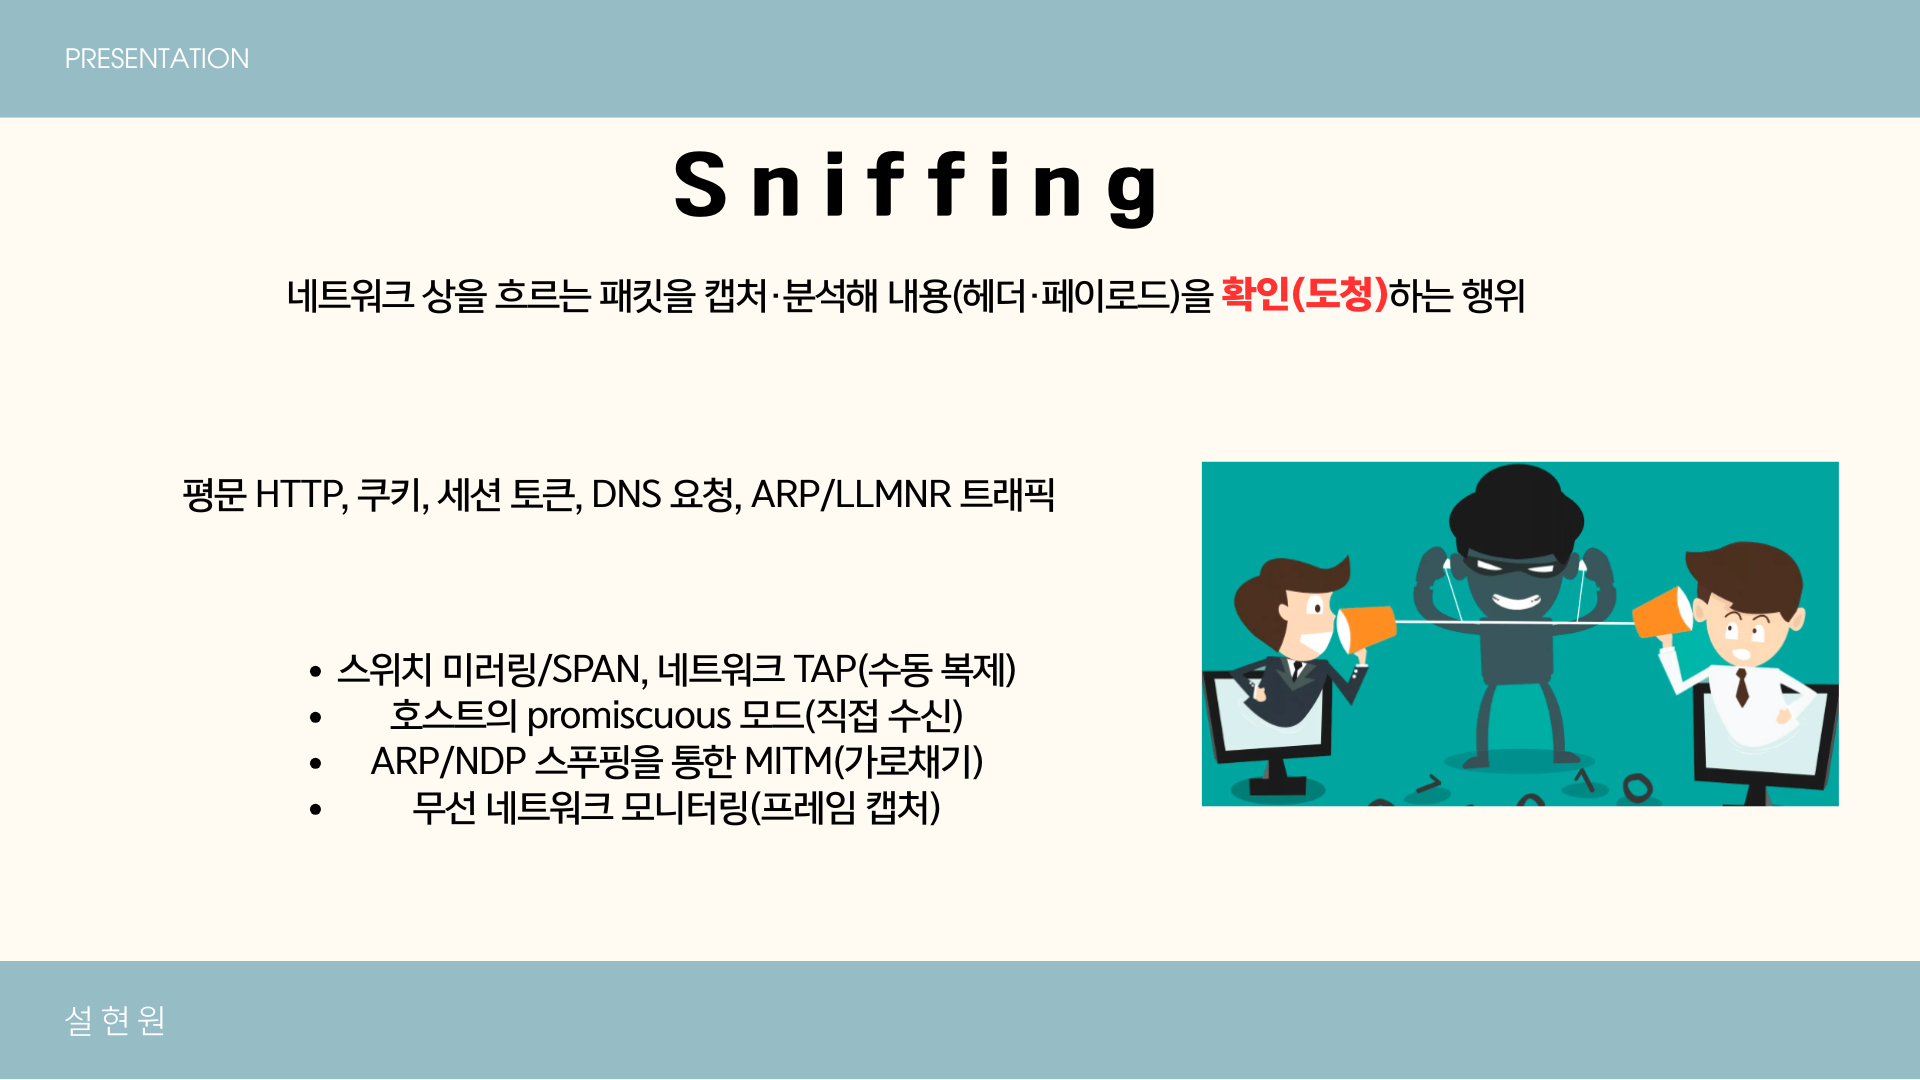 PRESENTATION
Sniffing
네트워크 상을 흐르는 패킷을 캡처·분석해 내용(헤더·페이로드)을 확인(도청)하는 행위
평문 HTTP, 쿠키, 세션 토큰, DNS 요청, ARP/LLMNR 트래픽
• 스위치 미러링/SPAN, 네트워크 TAP(수동 복제)
• 호스트의 promiscuous 모드(직접 수신)
• ARP/NDP 스푸핑을 통한 MITM(가로채기)
• 무선 네트워크 모니터링(프레임 캡처)
설현원